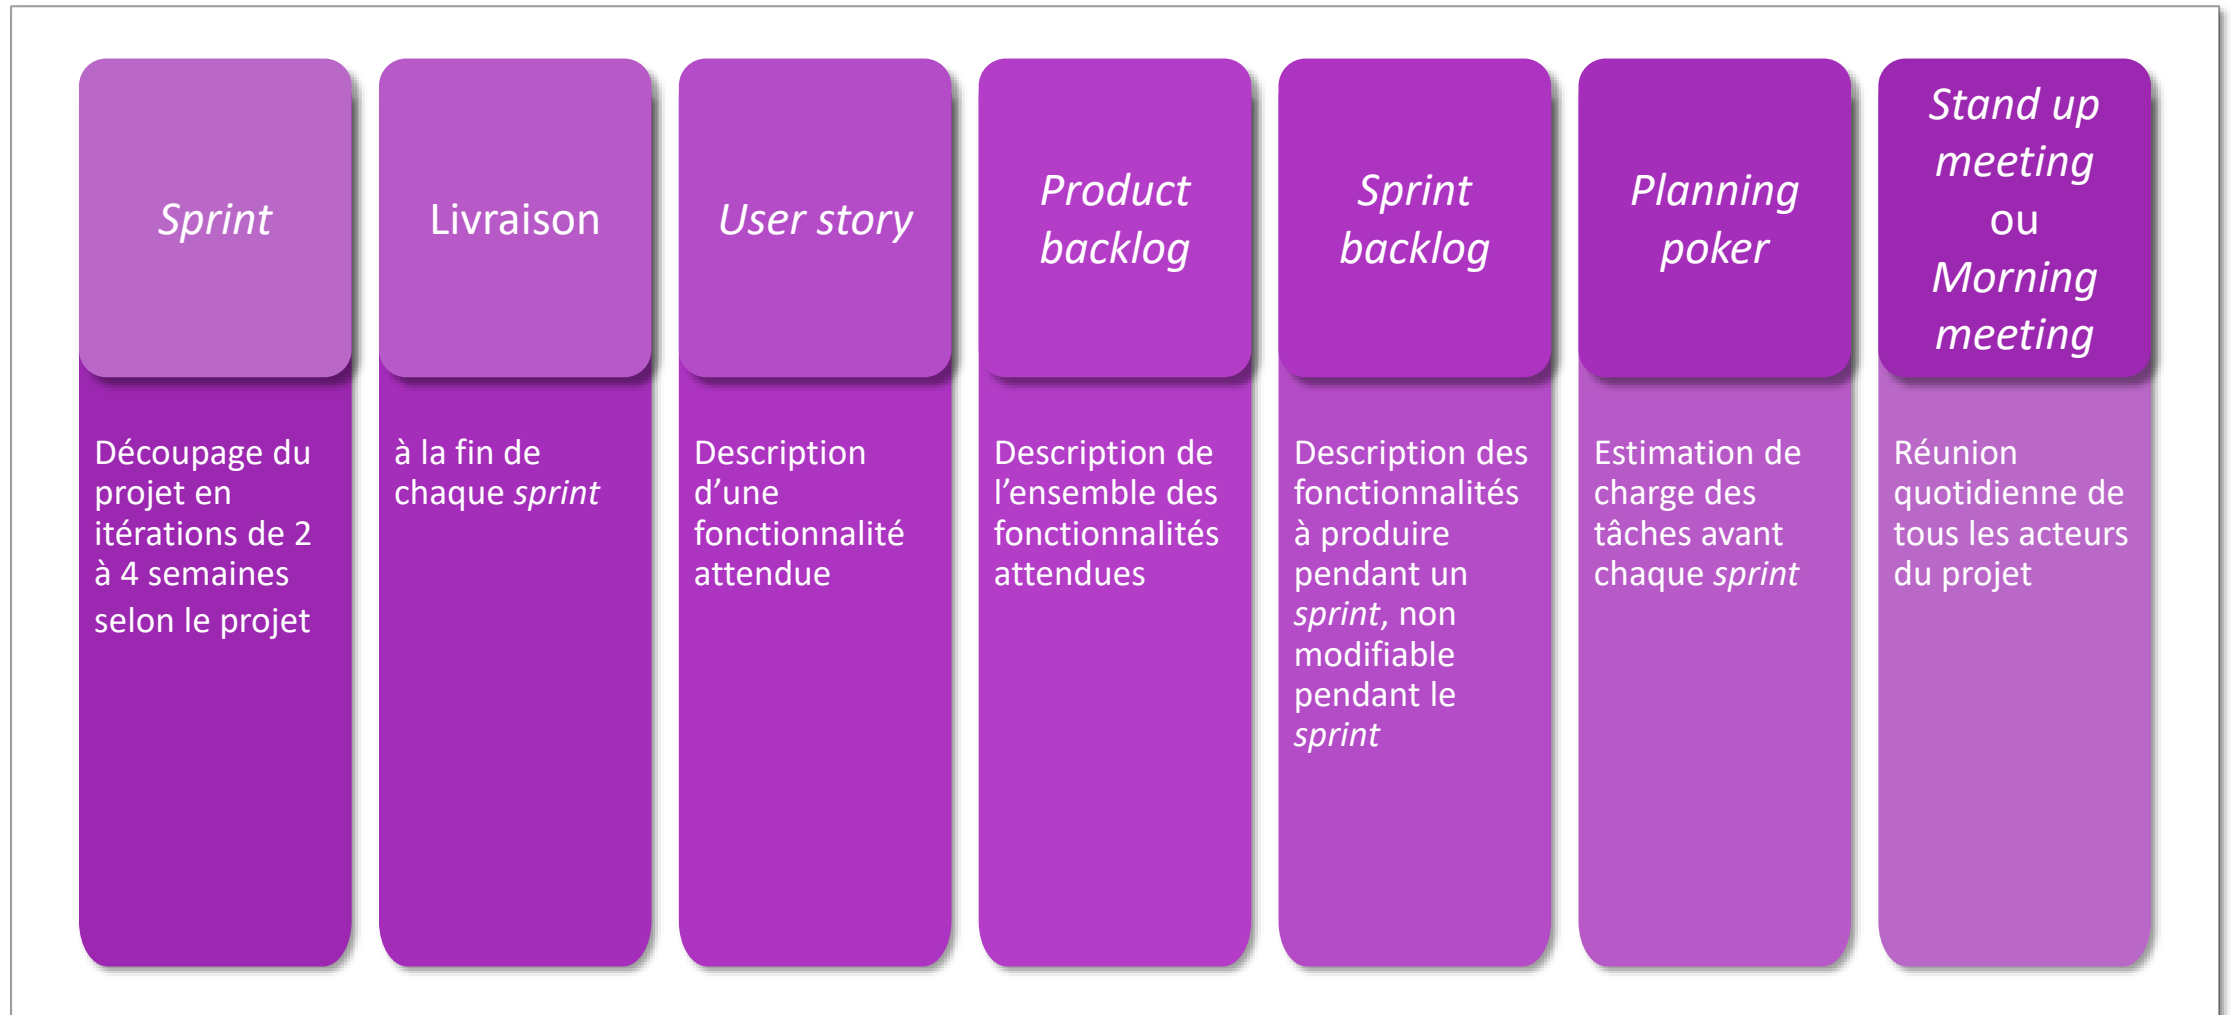 Sprint
Découpage du
projet en
itérations de 2
à 4 semaines
selon le projet
Livraison
à la fin de
chaque sprint
User story
Description
d’une
fonctionnalité
attendue
Product
backlog
Description de
l’ensemble des
fonctionnalités
attendues
Sprint
backlog
Description des
fonctionnalités
à produire
pendant un
sprint, non
modifiable
pendant le
sprint
Planning
poker
Estimation de
charge des
tâches avant
chaque sprint
Stand up
meeting
ou
Morning
meeting
Réunion
quotidienne de
tous les acteurs
du projet